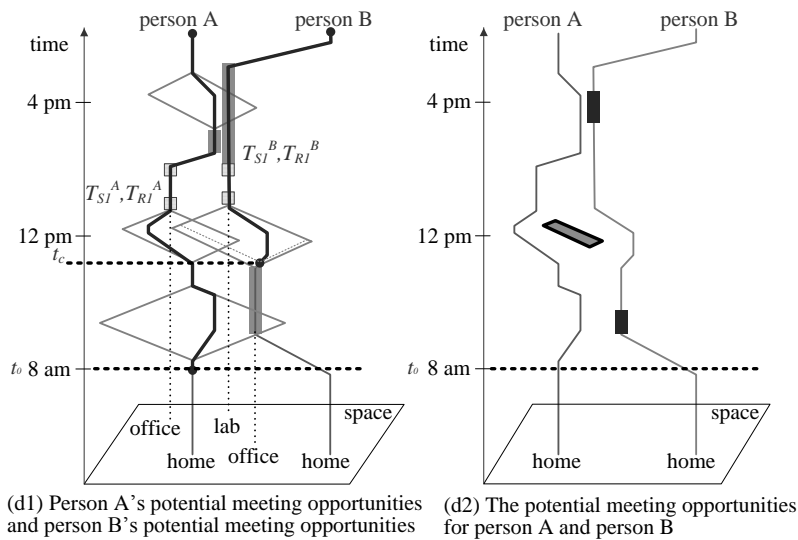 person A person B
time
4 pm
T_S1^B,T_R1^B
T_S1^A,T_R1^A
12 pm
t_c
t_0 8 am
space
office lab
office
home home
(d1) Person A's potential meeting opportunities
and person B's potential meeting opportunities
person A person B
time
4 pm
12 pm
t_0 8 am
space
home home
(d2) The potential meeting opportunities
for person A and person B